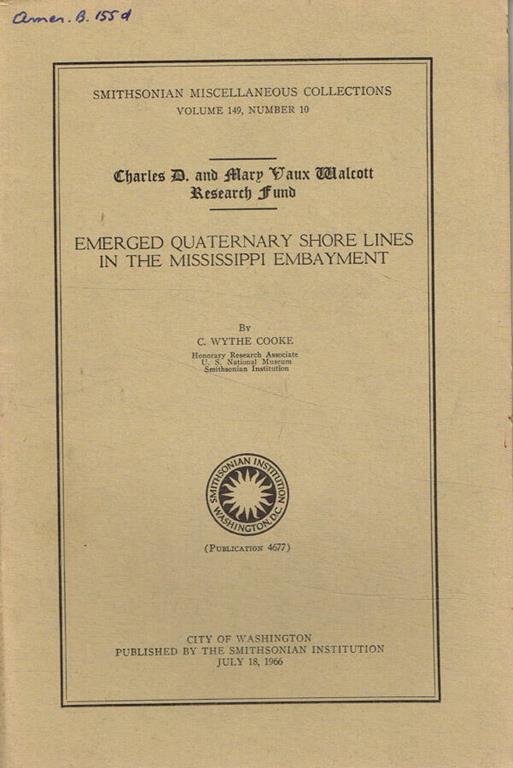 Amer. B. 155d
SMITHSONIAN MISCELLANEOUS COLLECTIONS
VOLUME 149, NUMBER 10
Charles D. and Mary Vaux Walcott
Research Fund
EMERGED QUATERNARY SHORE LINES
IN THE MISSISSIPPI EMBAYMENT
By
C. WYTHE COOKE
Honorary Research Associate
U. S. National Museum
Smithsonian Institution
SMITHSONIAN INSTITUTION
WASHINGTON, D.C.
(Publication 4677)
CITY OF WASHINGTON
PUBLISHED BY THE SMITHSONIAN INSTITUTION
JULY 18, 1966